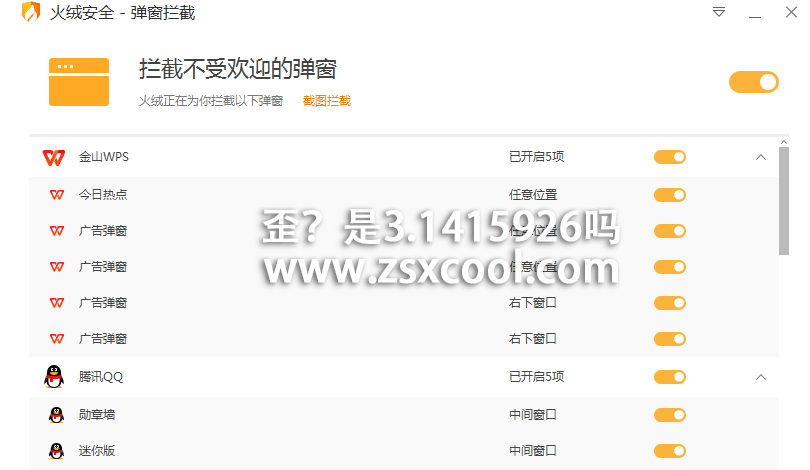 火绒安全 - 弹窗拦截
拦截不受欢迎的弹窗
火绒正在为你拦截以下弹窗 截图拦截
金山WPS 已开启5项
今日热点 任意位置
广告弹窗 任意位置
广告弹窗 任意位置
广告弹窗 右下窗口
广告弹窗 右下窗口
腾讯QQ 已开启5项
勋章墙 中间窗口
迷你版 中间窗口
歪？是3.1415926吗
www.zsxcool.com